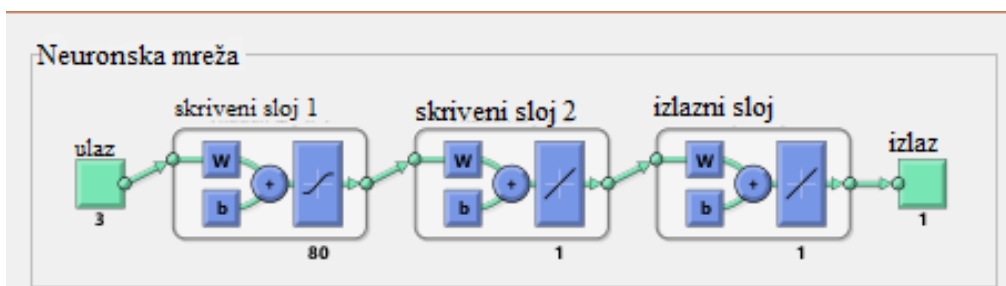 Neuronska mreža
skriveni sloj 1
skriveni sloj 2
izlazni sloj
ulaz
izlaz
W
b
+
W
b
+
W
b
+
3
80
1
1
1